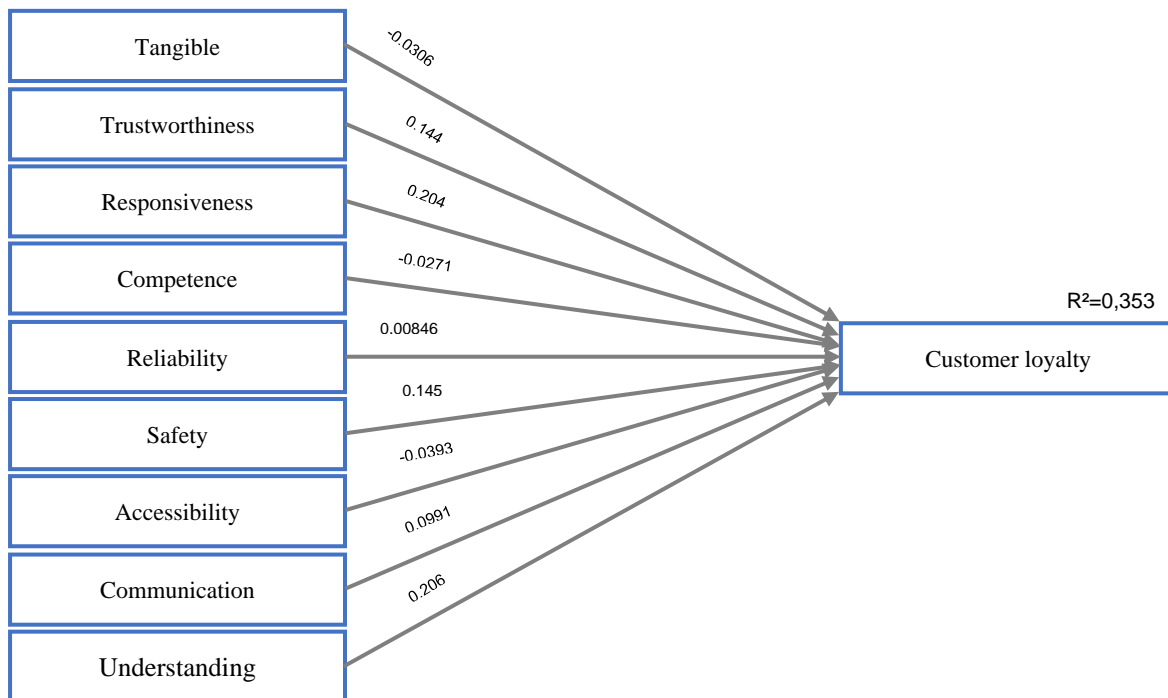 Tangible
-0.0306
Trustworthiness
0.144
Responsiveness
0.204
Competence
-0.0271
R²=0,353
Reliability
0.00846
Customer loyalty
Safety
0.145
Accessibility
-0.0393
Communication
0.0991
Understanding
0.206